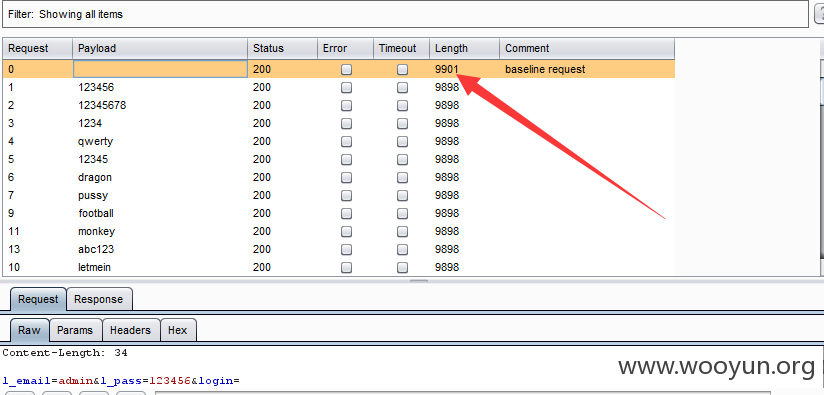 Filter: Showing all items
Request Payload Status Error Timeout Length Comment
0 200 9901 baseline request
1 123456 200 9898
2 12345678 200 9898
3 1234 200 9898
4 qwerty 200 9898
5 12345 200 9898
6 dragon 200 9898
7 pussy 200 9898
9 football 200 9898
11 monkey 200 9898
13 abc123 200 9898
10 letmein 200 9898
Request Response
Raw Params Headers Hex
Content-Length: 34
l_email=admin&l_pass=123456&login=
www.wooyun.org